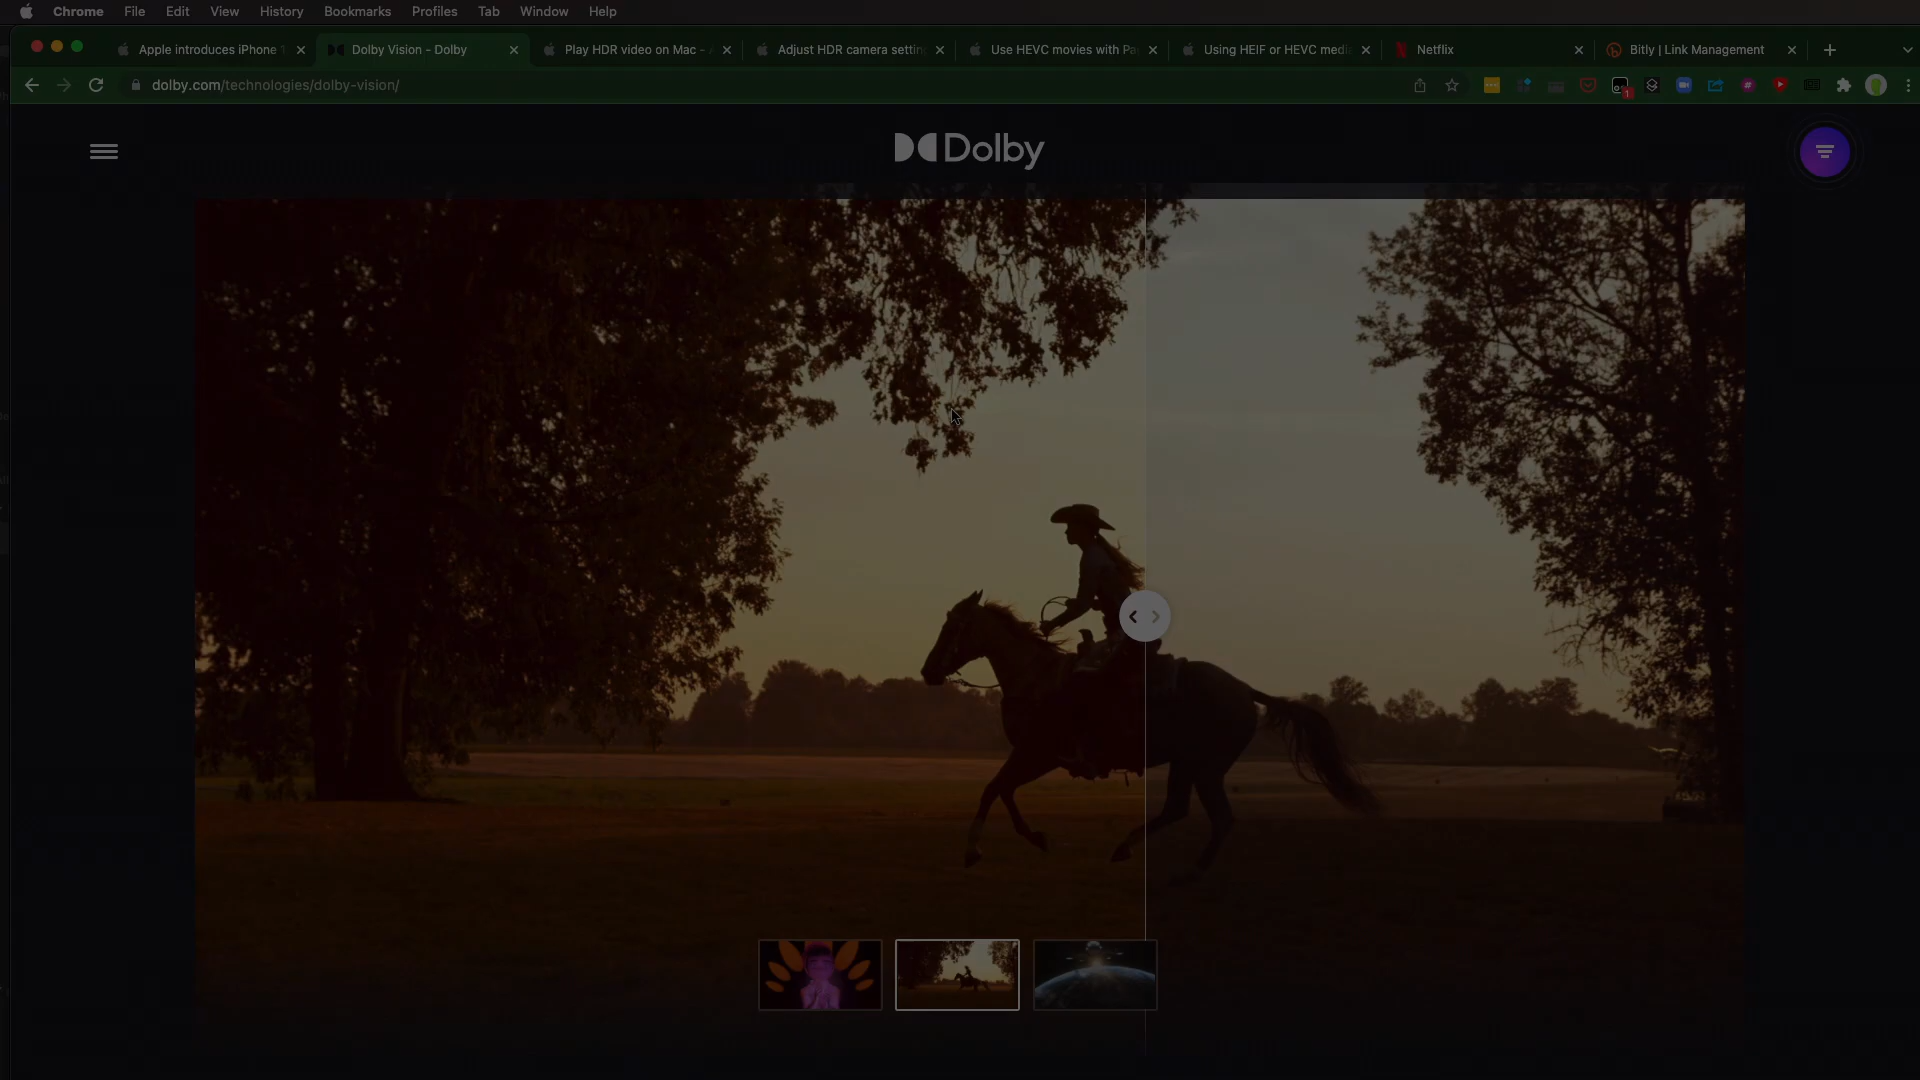 Chrome File Edit View History Bookmarks Profiles Tab Window Help
Apple introduces iPhone 1 Dolby Vision - Dolby Play HDR video on Mac - A Adjust HDR camera settin Use HEVC movies with Pa Using HEIF or HEVC medi Netflix Bitly | Link Management
dolby.com/technologies/dolby-vision/ 1
Dolby